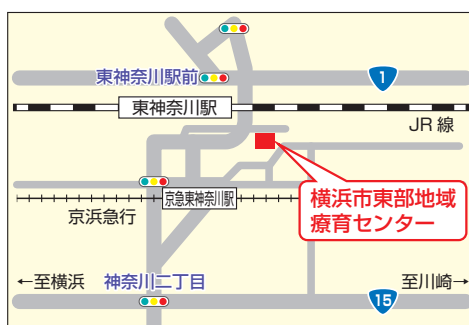 東神奈川駅前
1
東神奈川駅
JR 線
横浜市東部地域
療育センター
京急東神奈川駅
京浜急行
←至横浜
神奈川二丁目
至川崎→
15